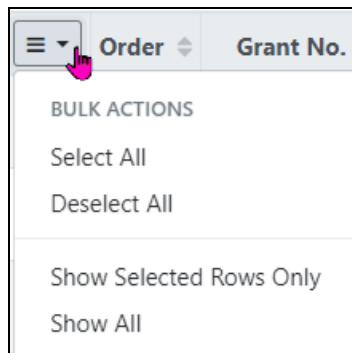 Order Grant No.
BULK ACTIONS
Select All
Deselect All
Show Selected Rows Only
Show All